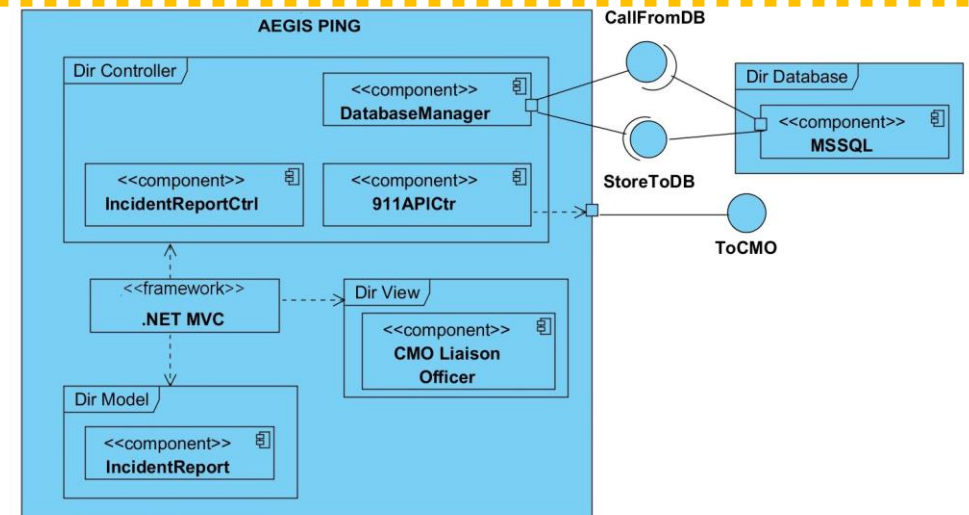 AEGIS PING
CallFromDB
Dir Controller
<<component>>
DatabaseManager
Dir Database
<<component>>
MSSQL
<<component>>
IncidentReportCtrl
<<component>>
911APICtr
StoreToDB
ToCMO
<<framework>>
.NET MVC
Dir View
<<component>>
CMO Liaison
Officer
Dir Model
<<component>>
IncidentReport